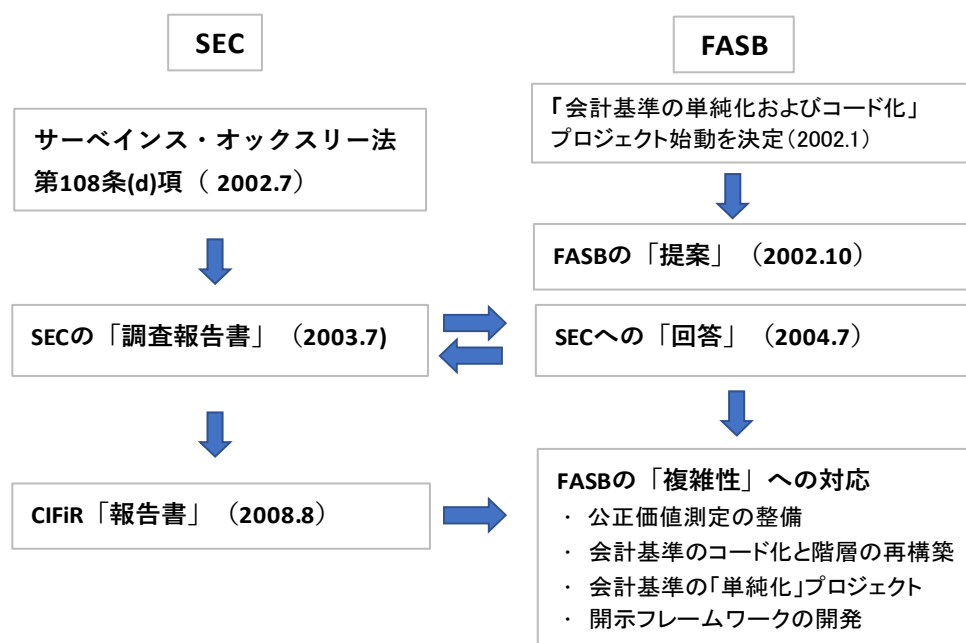 SEC
FASB
サーベインス・オックスリー法
第108条(d)項（ 2002.7）
「会計基準の単純化およびコード化」
プロジェクト始動を決定（2002.1）
FASBの「提案」（2002.10）
SECの「調査報告書」（2003.7)
SECへの「回答」（2004.7）
CIFiR「報告書」（2008.8）
FASBの「複雑性」への対応
・ 公正価値測定の整備
・ 会計基準のコード化と階層の再構築
・ 会計基準の「単純化」プロジェクト
・ 開示フレームワークの開発